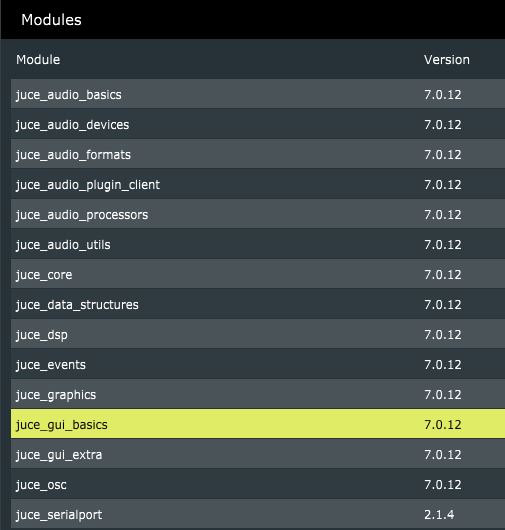 Modules
Module Version
juce_audio_basics 7.0.12
juce_audio_devices 7.0.12
juce_audio_formats 7.0.12
juce_audio_plugin_client 7.0.12
juce_audio_processors 7.0.12
juce_audio_utils 7.0.12
juce_core 7.0.12
juce_data_structures 7.0.12
juce_dsp 7.0.12
juce_events 7.0.12
juce_graphics 7.0.12
juce_gui_basics 7.0.12
juce_gui_extra 7.0.12
juce_osc 7.0.12
juce_serialport 2.1.4